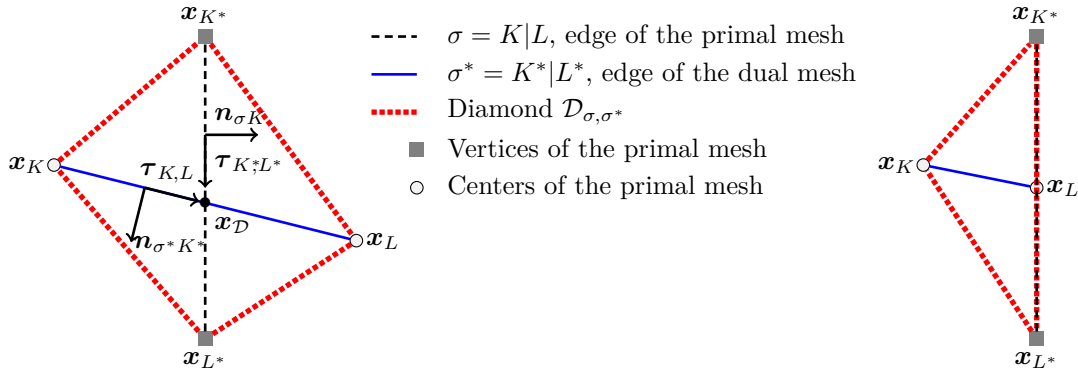 x_{K*}
σ = K|L, edge of the primal mesh
x_{K*}
σ* = K*|L*, edge of the dual mesh
Diamond 𝒟_{σ,σ*}
n_{σK}
Vertices of the primal mesh
x_K
τ_{K,L}
τ_{K*,L*}
Centers of the primal mesh
x_K
x_L
x_𝒟
n_{σ*K*}
x_L
x_{L*}
x_{L*}